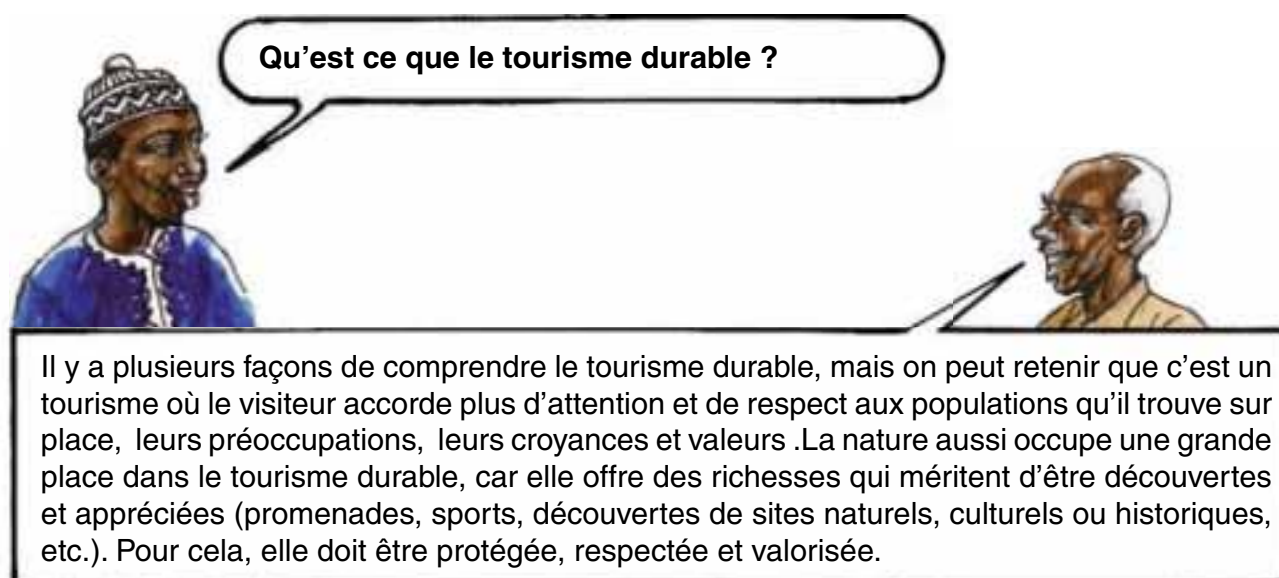 Qu’est ce que le tourisme durable ?
Il y a plusieurs façons de comprendre le tourisme durable, mais on peut retenir que c’est un
tourisme où le visiteur accorde plus d’attention et de respect aux populations qu’il trouve sur
place, leurs préoccupations, leurs croyances et valeurs .La nature aussi occupe une grande
place dans le tourisme durable, car elle offre des richesses qui méritent d’être découvertes
et appréciées (promenades, sports, découvertes de sites naturels, culturels ou historiques,
etc.). Pour cela, elle doit être protégée, respectée et valorisée.